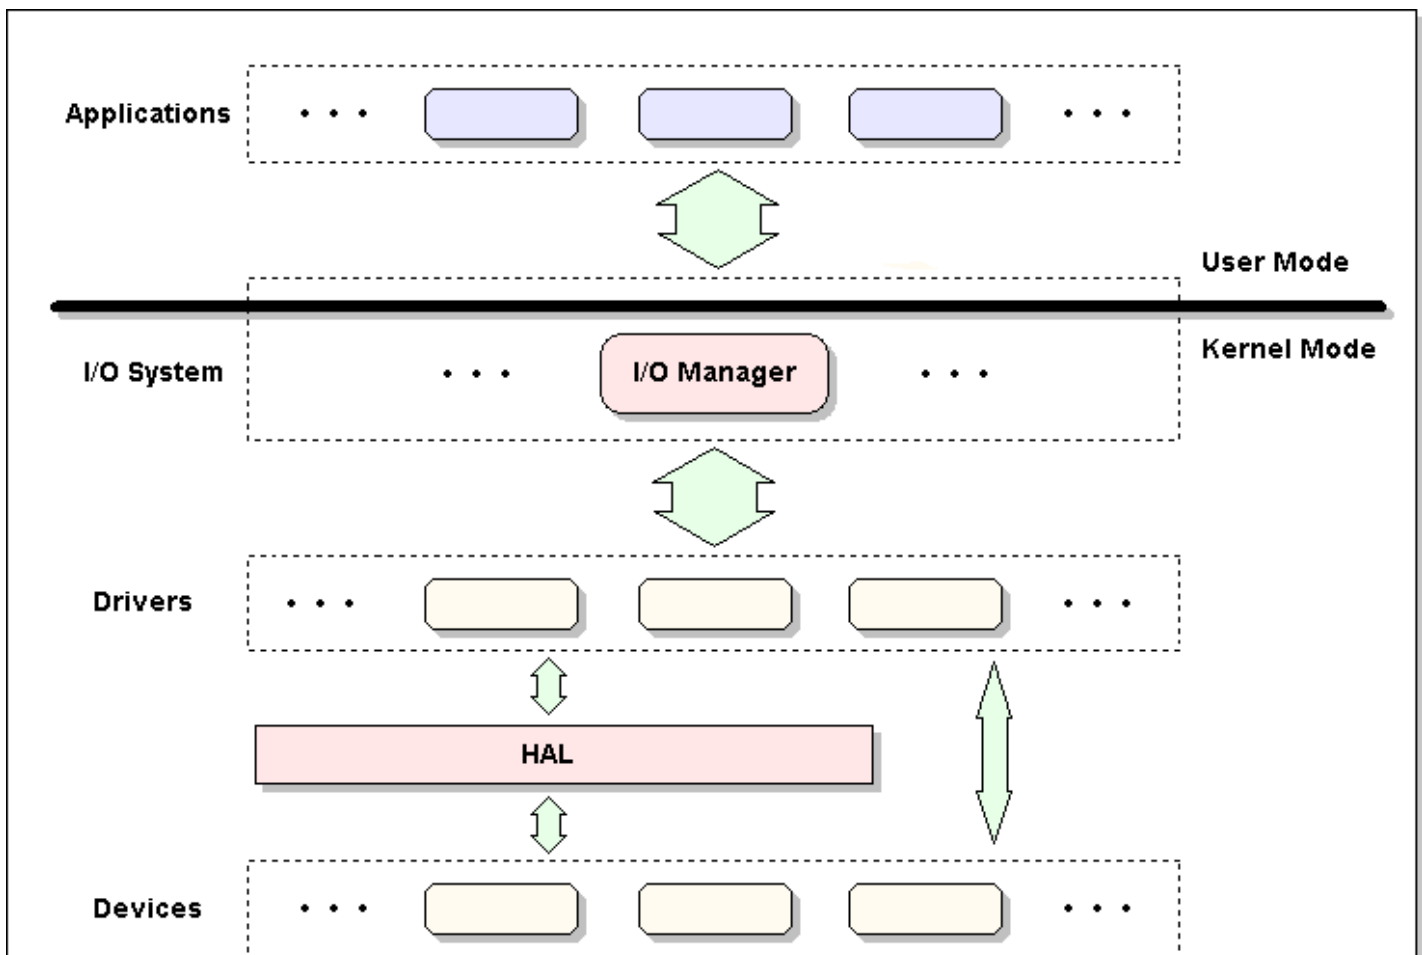 Applications
• • •
• • •
User Mode
Kernel Mode
I/O System
• • •
I/O Manager
• • •
Drivers
• • •
• • •
HAL
Devices
• • •
• • •